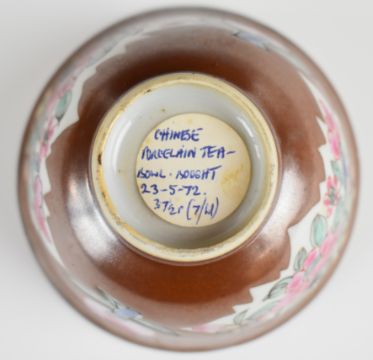 CHINESE
PORCELAIN TEA-
BOWL. BOUGHT
23-5-72.
37½P (7/6)